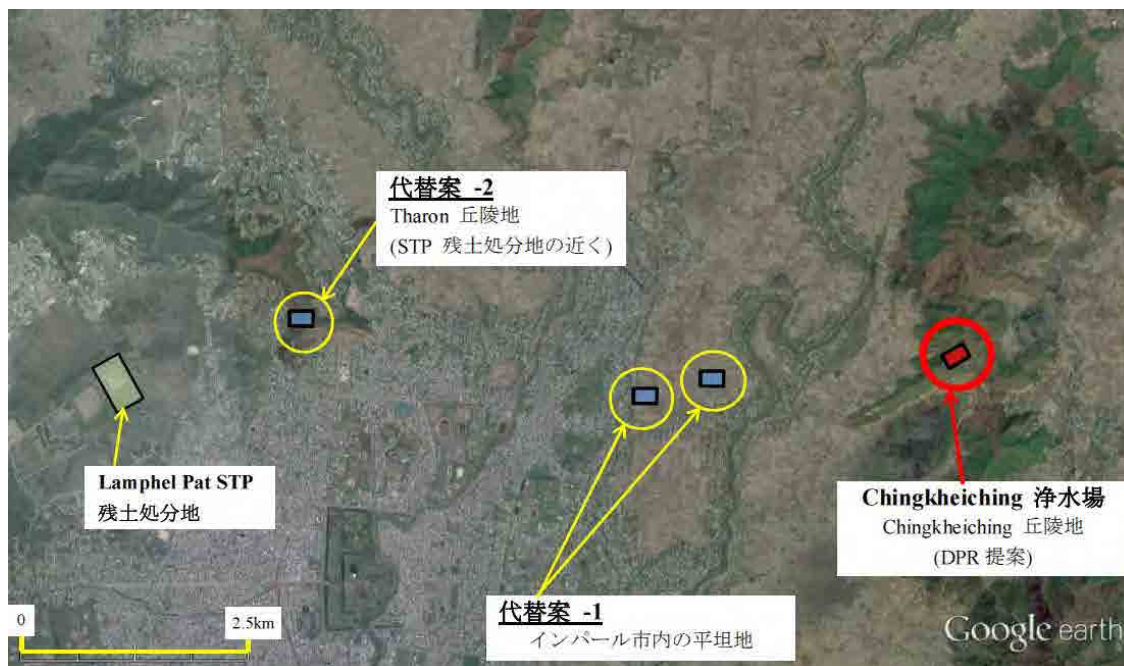 代替案 -2
Tharon 丘陵地
(STP 残土処分地の近く)
Lamphel Pat STP
残土処分地
Chingkheiching 浄水場
Chingkheiching 丘陵地
(DPR 提案)
代替案 -1
インパール市内の平坦地
0
2.5km
Google earth